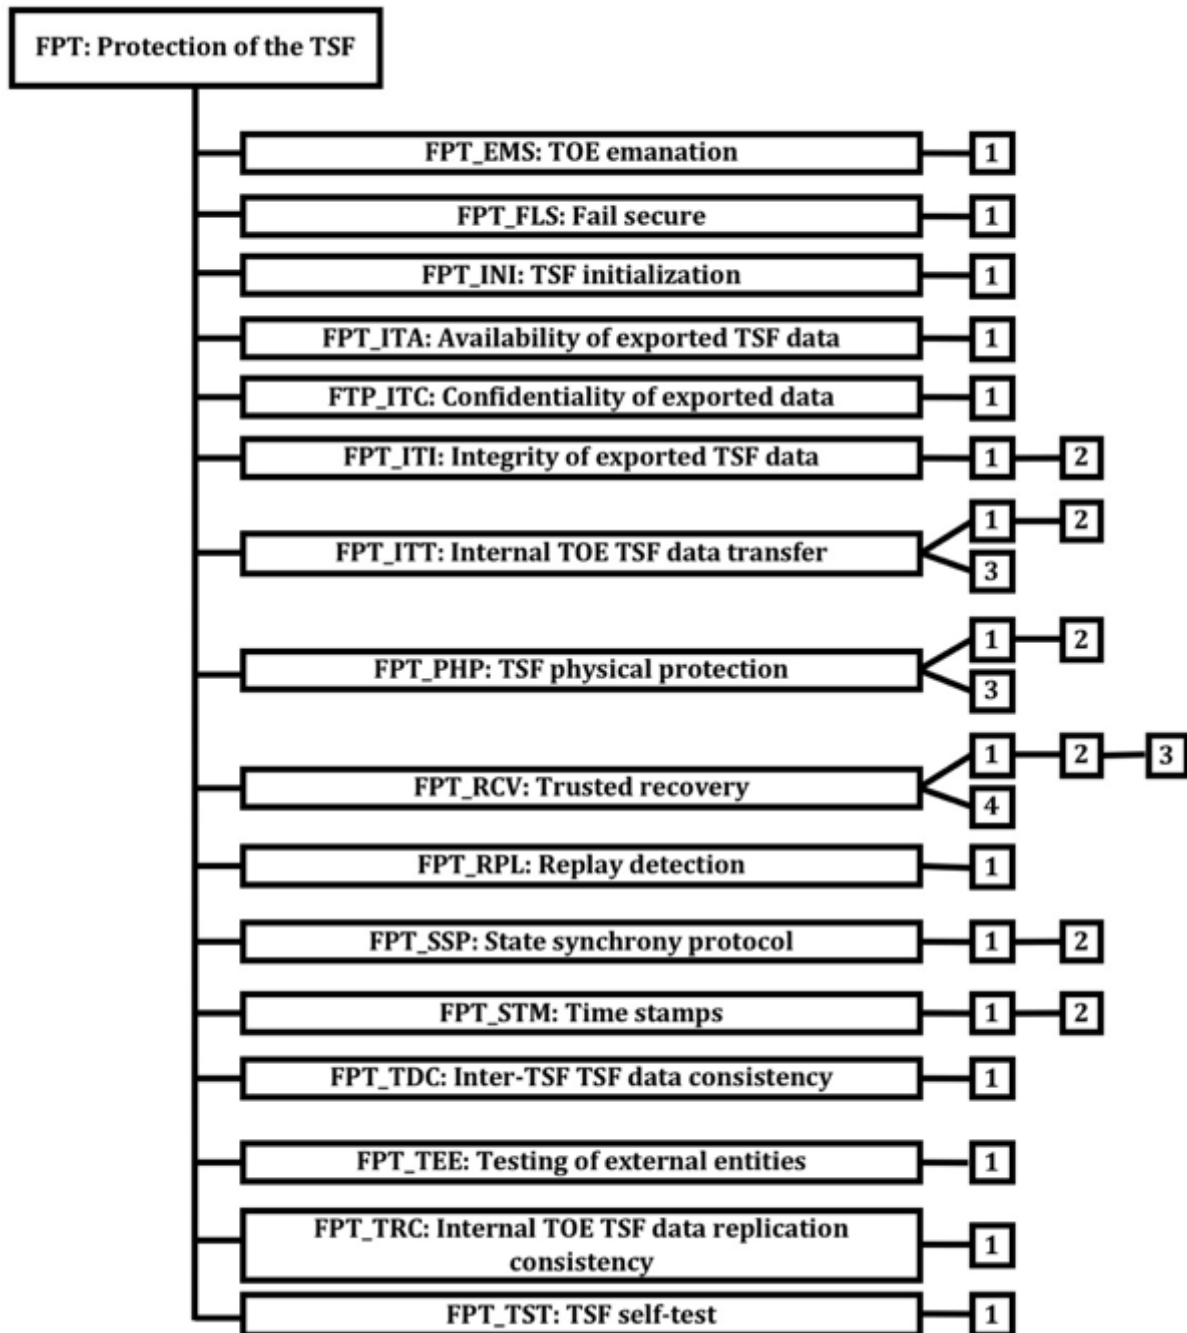 FPT: Protection of the TSF
FPT_EMS: TOE emanation 1
FPT_FLS: Fail secure 1
FPT_INI: TSF initialization 1
FPT_ITA: Availability of exported TSF data 1
FTP_ITC: Confidentiality of exported data 1
FPT_ITI: Integrity of exported TSF data 1 2
1 2
FPT_ITT: Internal TOE TSF data transfer
3
1 2
FPT_PHP: TSF physical protection
3
1 2 3
FPT_RCV: Trusted recovery
4
FPT_RPL: Replay detection 1
FPT_SSP: State synchrony protocol 1 2
FPT_STM: Time stamps 1 2
FPT_TDC: Inter-TSF TSF data consistency 1
FPT_TEE: Testing of external entities 1
FPT_TRC: Internal TOE TSF data replication
consistency 1
FPT_TST: TSF self-test 1